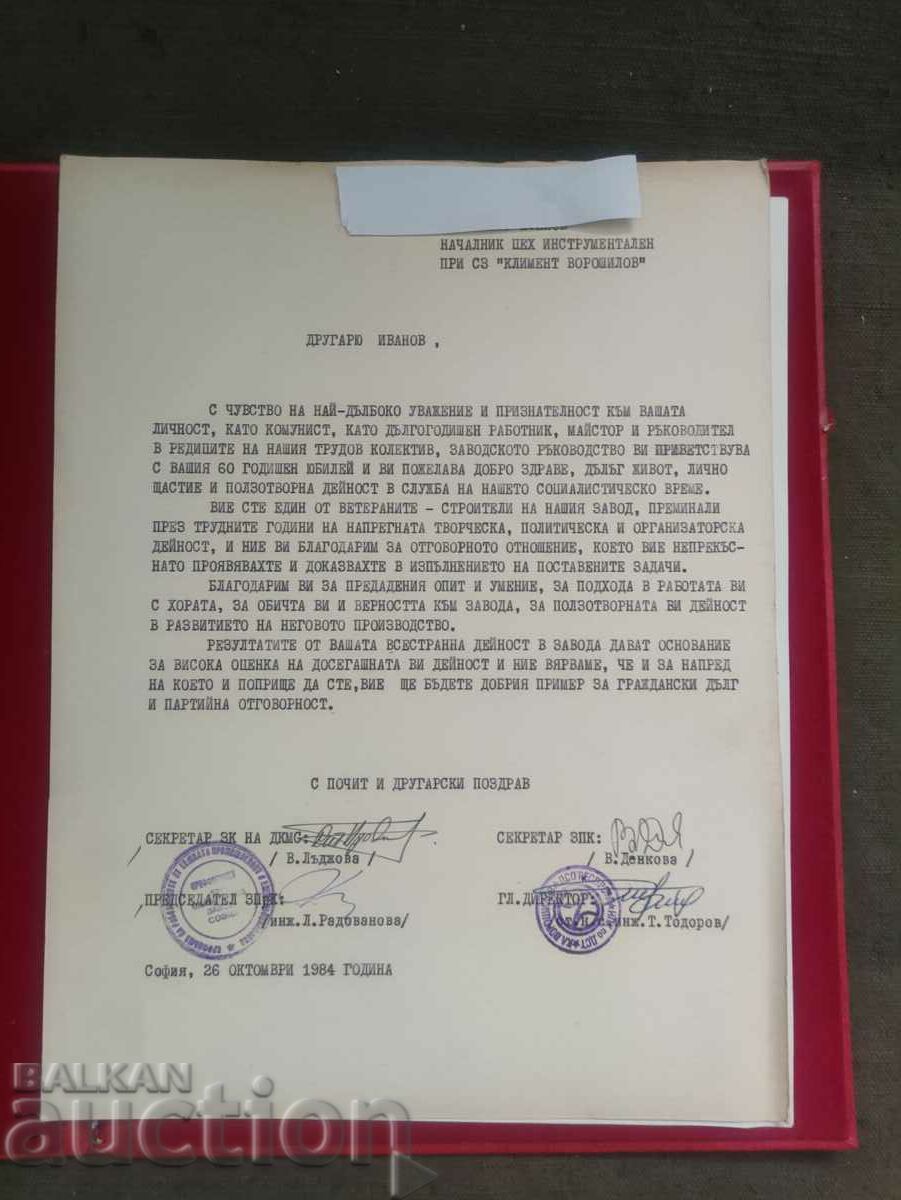 НАЧАЛНИК ЦЕХ ИНСТРУМЕНТАЛЕН
ПРИ СЗ "КЛИМЕНТ ВОРОШИЛОВ"
ДРУГАРЮ ИВАНОВ,
С ЧУВСТВО НА НАЙ-ДЪЛБОКО УВАЖЕНИЕ И ПРИЗНАТЕЛНОСТ КЪМ ВАШАТА
ЛИЧНОСТ, КАТО КОМУНИСТ, КАТО ДЪЛГОГОДИШЕН РАБОТНИК, МАЙСТОР И РЪКОВОДИТЕЛ
В РЕДИЦИТЕ НА НАШИЯ ТРУДОВ КОЛЕКТИВ, ЗАВОДСКОТО РЪКОВОДСТВО ВИ ПРИВЕТСТВУВА
С ВАШИЯ 60 ГОДИШЕН ЮБИЛЕЙ И ВИ ПОЖЕЛАВА ДОБРО ЗДРАВЕ, ДЪЛЪГ ЖИВОТ, ЛИЧНО
ЩАСТИЕ И ПОЛЗОТВОРНА ДЕЙНОСТ В СЛУЖБА НА НАШЕТО СОЦИАЛИСТИЧЕСКО ВРЕМЕ.
ВИЕ СТЕ ЕДИН ОТ ВЕТЕРАНИТЕ - СТРОИТЕЛИ НА НАШИЯ ЗАВОД, ПРЕМИНАЛИ
ПРЕЗ ТРУДНИТЕ ГОДИНИ НА НАПРЕГНАТА ТВОРЧЕСКА, ПОЛИТИЧЕСКА И ОРГАНИЗАТОРСКА
ДЕЙНОСТ, И НИЕ ВИ БЛАГОДАРИМ ЗА ОТГОВОРНОТО ОТНОШЕНИЕ, КОЕТО ВИЕ НЕПРЕКЪС-
НАТО ПРОЯВЯВАХТЕ И ДОКАЗВАХТЕ В ИЗПЪЛНЕНИЕТО НА ПОСТАВЕНИТЕ ЗАДАЧИ.
БЛАГОДАРИМ ВИ ЗА ПРЕДАДЕНИЯ ОПИТ И УМЕНИЕ, ЗА ПОДХОДА В РАБОТАТА ВИ
С ХОРАТА, ЗА ОБИЧТА ВИ И ВЕРНОСТТА КЪМ ЗАВОДА, ЗА ПОЛЗОТВОРНАТА ВИ ДЕЙНОСТ
В РАЗВИТИЕТО НА НЕГОВОТО ПРОИЗВОДСТВО.
РЕЗУЛТАТИТЕ ОТ ВАШАТА ВСЕСТРАННА ДЕЙНОСТ В ЗАВОДА ДАВАТ ОСНОВАНИЕ
ЗА ВИСОКА ОЦЕНКА НА ДОСЕГАШНАТА ВИ ДЕЙНОСТ И НИЕ ВЯРВАМЕ, ЧЕ И ЗА НАПРЕД
НА КОЕТО И ПОПРИЩЕ ДА СТЕ,ВИЕ ЩЕ БЪДЕТЕ ДОБРИЯ ПРИМЕР ЗА ГРАЖДАНСКИ ДЪЛГ
И ПАРТИЙНА ОТГОВОРНОСТ.
С ПОЧИТ И ДРУГАРСКИ ПОЗДРАВ
СЕКРЕТАР ЗК НА ДКМС: СЕКРЕТАР ЗПК:
/ В.Лъджова / / В.Денкова/
ПРЕДСЕДАТЕЛ ГЛ.ДИРЕКТОР:
/инж.Л.Радованова/ инж.Т.Тодоров/
София, 26 ОКТОМВРИ 1984 ГОДИНА
BALKAN
auction